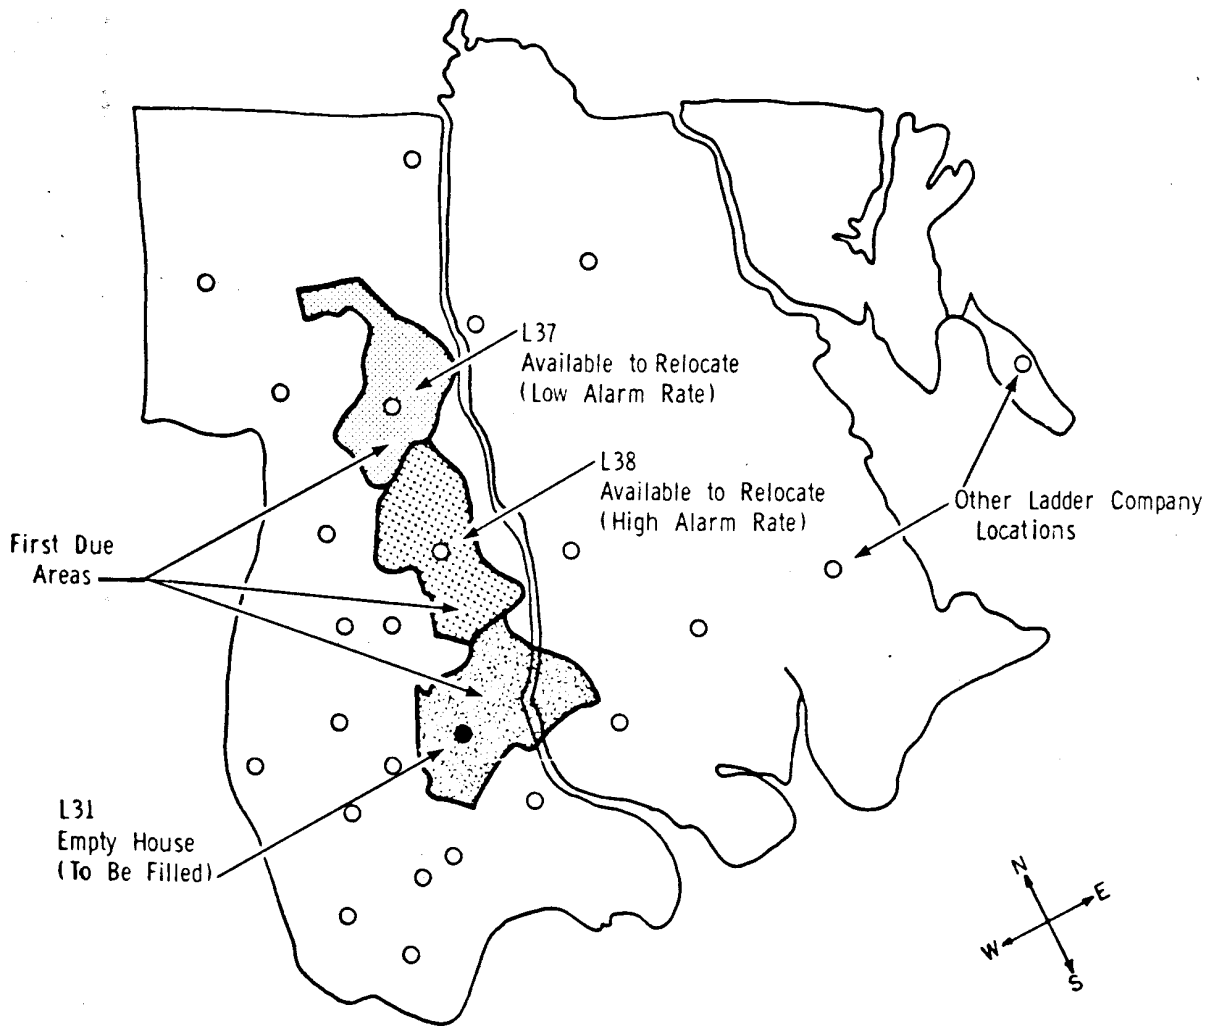 L37
Available to Relocate
(Low Alarm Rate)
L38
Available to Relocate
(High Alarm Rate)
Other Ladder Company
Locations
First Due
Areas
L31
Empty House
(To Be Filled)
N
E
W
S